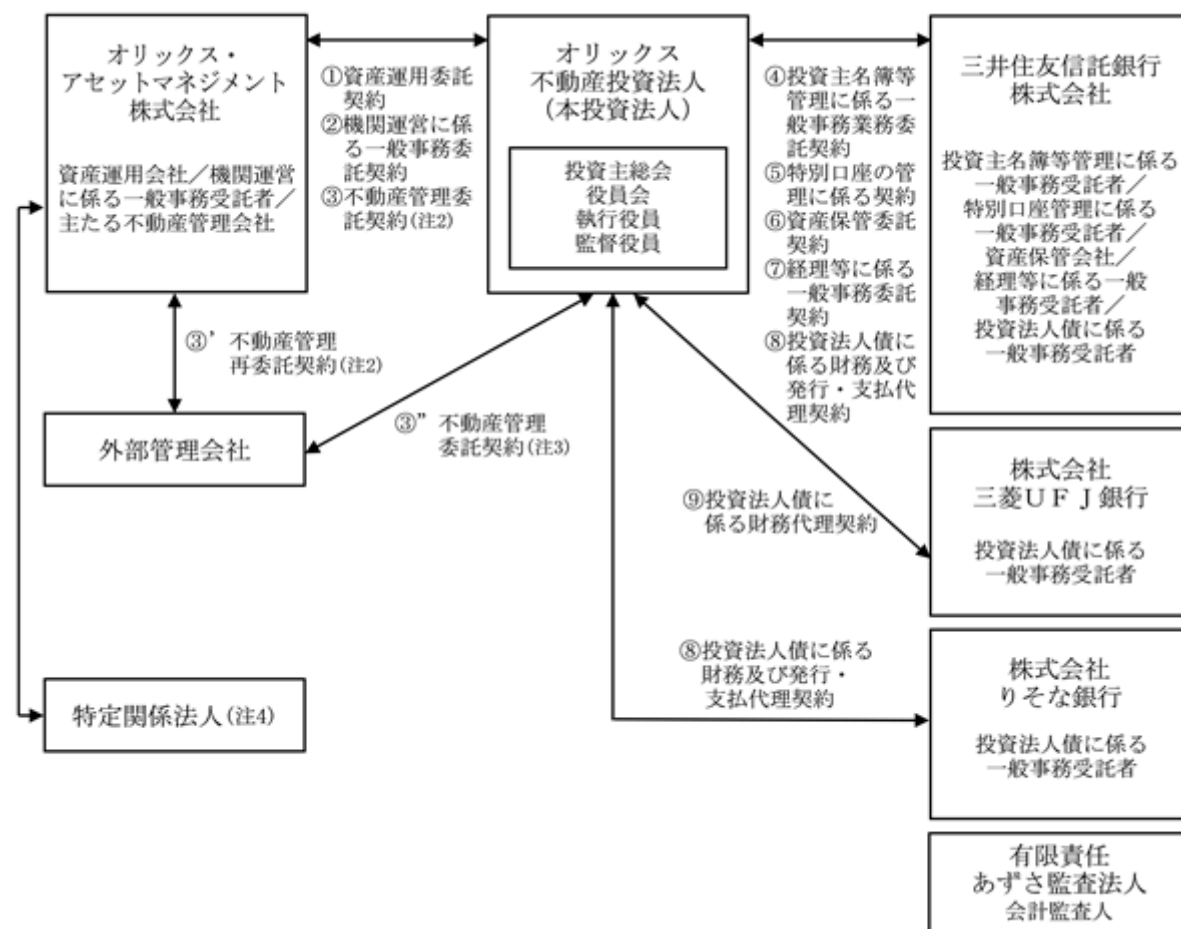 オリックス・
アセットマネジメント
株式会社
資産運用会社／機関運営
に係る一般事務受託者／
主たる不動産管理会社
①資産運用委託
契約
②機関運営に係
る一般事務委
託契約
③不動産管理委
託契約(注2)
オリックス
不動産投資法人
(本投資法人)
投資主総会
役員会
執行役員
監督役員
④投資主名簿等
管理に係る一
般事務業務委
託契約
⑤特別口座の管
理に係る契約
⑥資産保管委託
契約
⑦経理等に係る
一般事務委託
契約
⑧投資法人債に
係る財務及び
発行・支払代
理契約
三井住友信託銀行
株式会社
投資主名簿等管理に係る
一般事務受託者／
特別口座管理に係る
一般事務受託者／
資産保管会社／
経理等に係る一般
事務受託者／
投資法人債に係る
一般事務受託者
③’不動産管理
再委託契約(注2)
外部管理会社
③”不動産管理
委託契約(注3)
⑨投資法人債に
係る財務代理契約
株式会社
三菱ＵＦＪ銀行
投資法人債に係る
一般事務受託者
特定関係法人(注4)
⑧投資法人債に係る
財務及び発行・
支払代理契約
株式会社
りそな銀行
投資法人債に係る
一般事務受託者
有限責任
あずさ監査法人
会計監査人